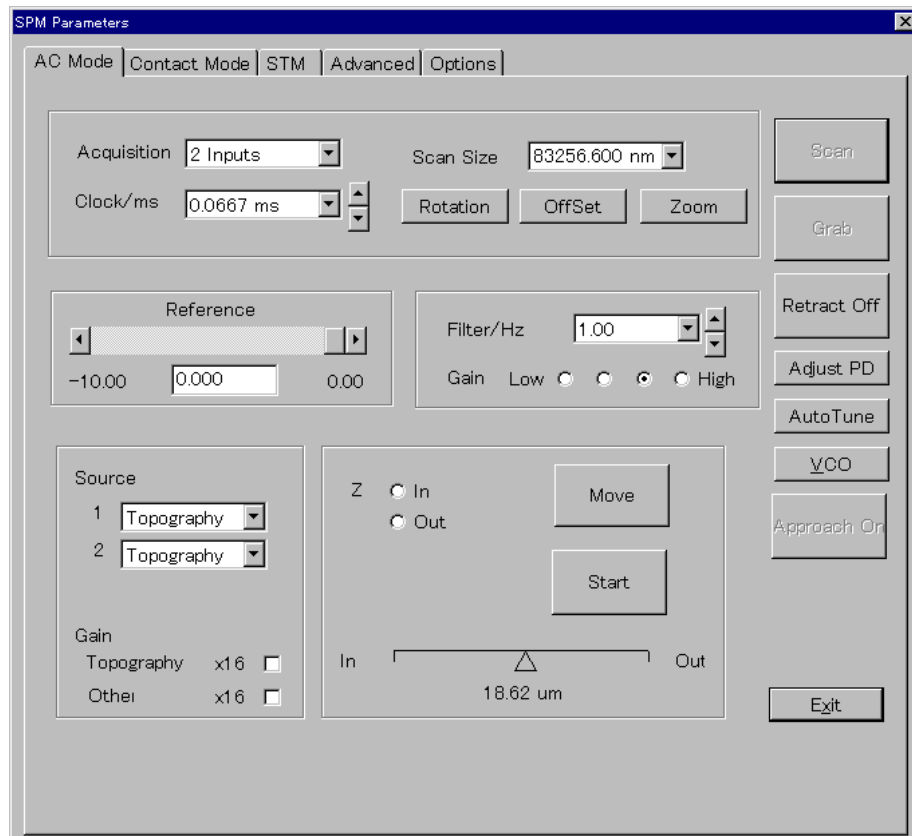 SPM Parameters
AC Mode Contact Mode STM Advanced Options
Acquisition 2 Inputs Scan Size 83256.600 nm
Clock/ms 0.0667 ms Rotation OffSet Zoom
Scan
Grab
Retract Off
Adjust PD
AutoTune
VCO
Approach On
Exit
Reference
-10.00 0.000 0.00
Filter/Hz 1.00
Gain Low High
Source
1 Topography
2 Topography
Gain
Topography x16
Other x16
Z In
Out
Move
Start
In Out
18.62 um